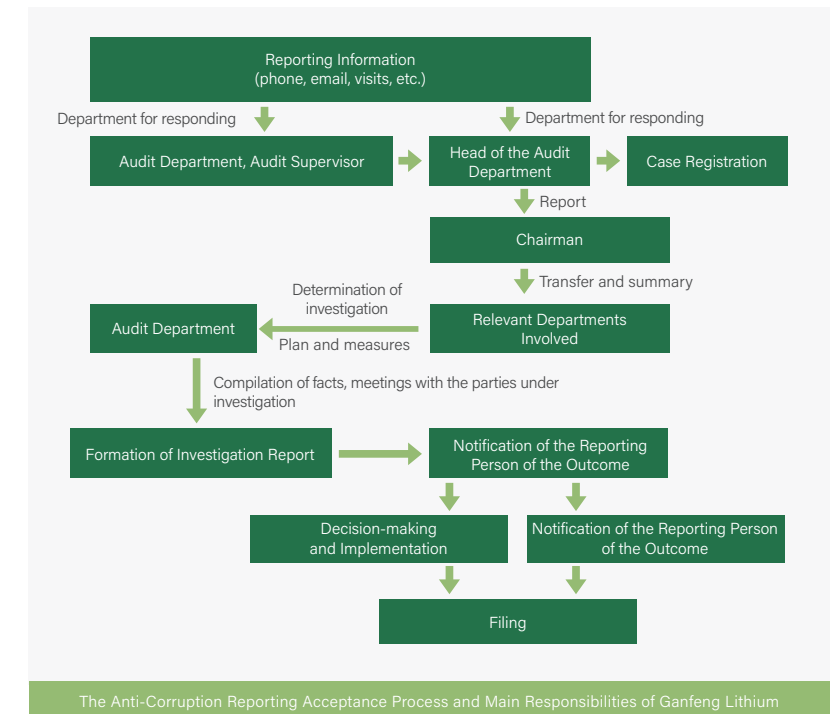 Reporting Information
(phone, email, visits, etc.)
Department for responding
Department for responding
Audit Department, Audit Supervisor
Head of the Audit
Department
Case Registration
Report
Chairman
Transfer and summary
Determination of
investigation
Plan and measures
Audit Department
Relevant Departments
Involved
Compilation of facts, meetings with the parties under
investigation
Formation of Investigation Report
Notification of the Reporting
Person of the Outcome
Decision-making
and Implementation
Notification of the Reporting Person
of the Outcome
Filing
The Anti-Corruption Reporting Acceptance Process and Main Responsibilities of Ganfeng Lithium